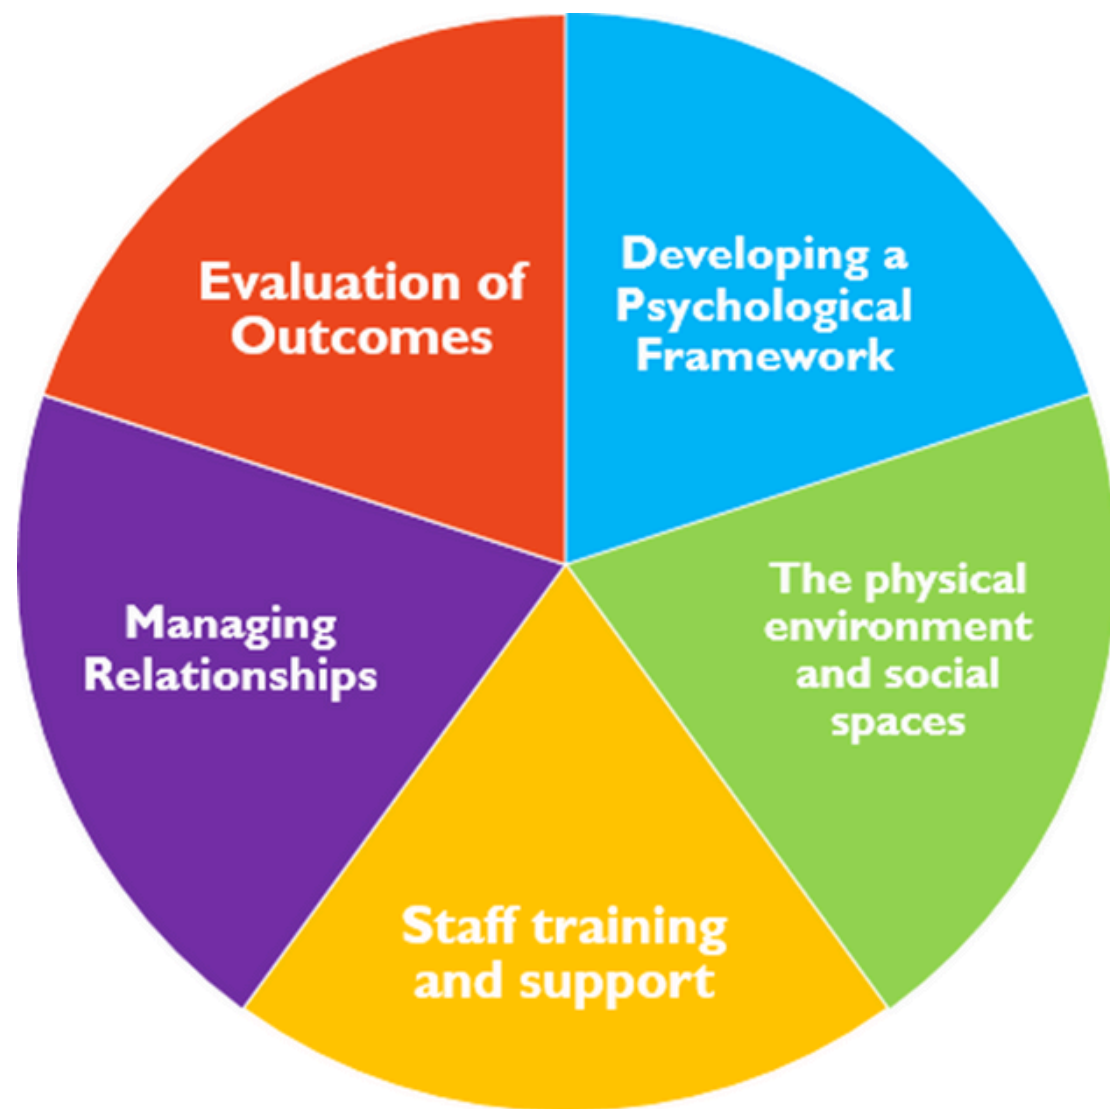 Developing a
Psychological
Framework
The physical
environment
and social
spaces
Staff training
and support
Managing
Relationships
Evaluation of
Outcomes